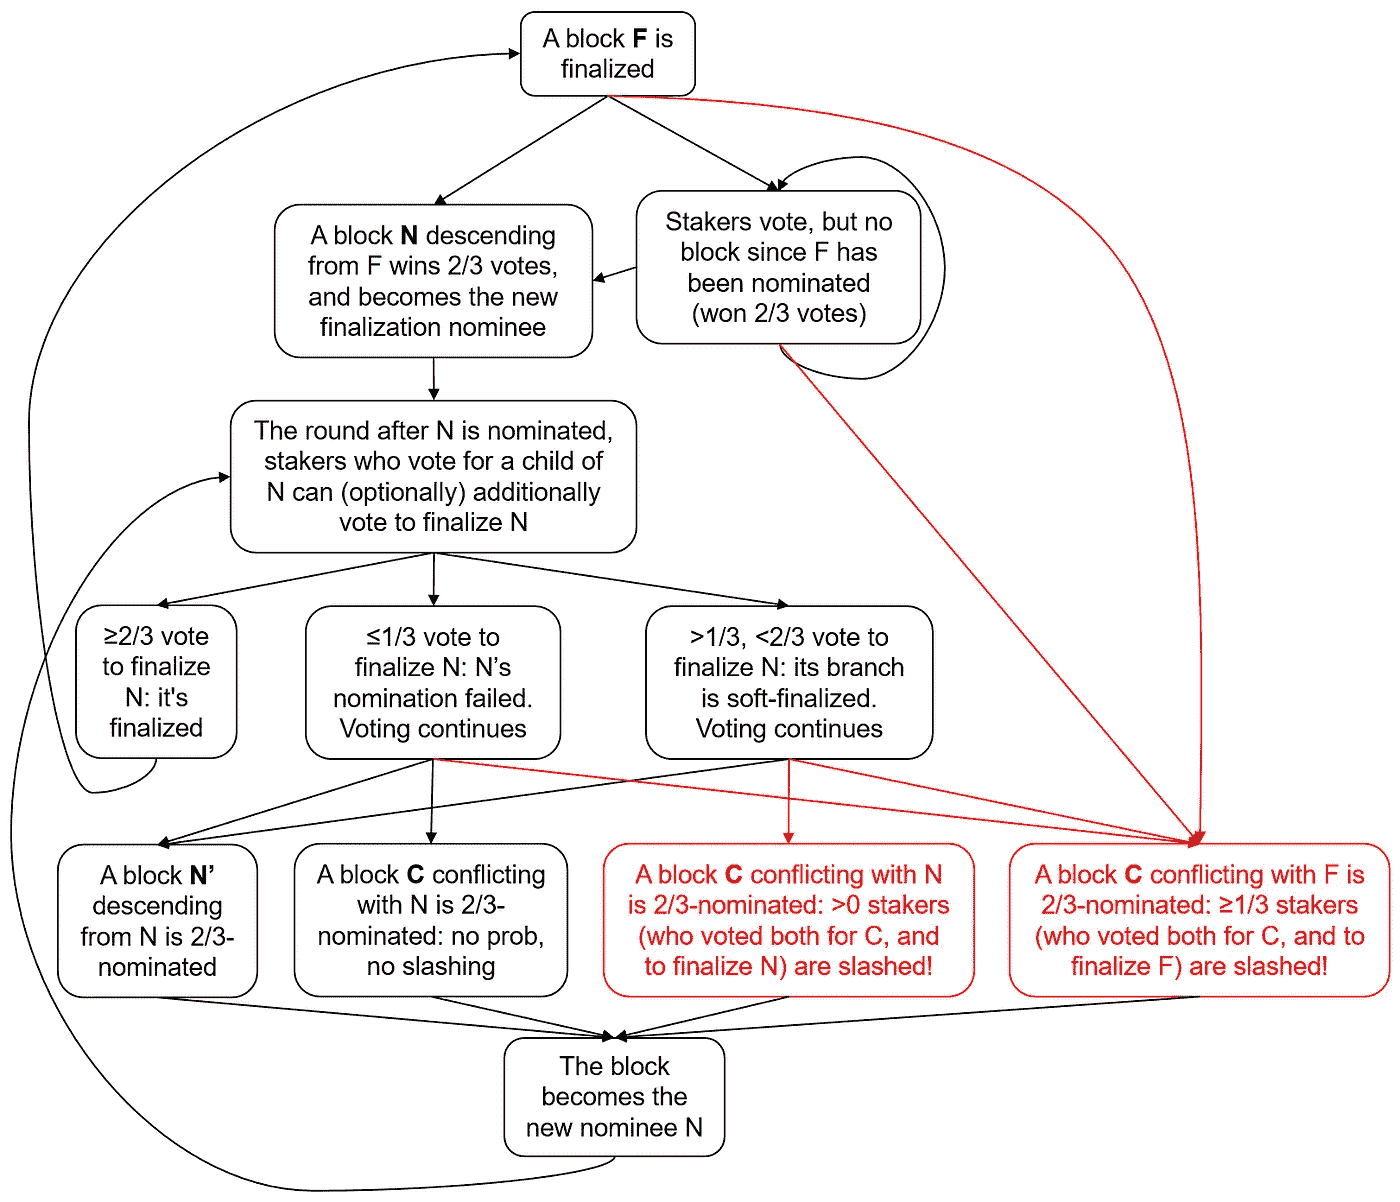 A block F is
finalized
A block N descending
from F wins 2/3 votes,
and becomes the new
finalization nominee
Stakers vote, but no
block since F has
been nominated
(won 2/3 votes)
The round after N is nominated,
stakers who vote for a child of
N can (optionally) additionally
vote to finalize N
≥2/3 vote
to finalize
N: it's
finalized
≤1/3 vote to
finalize N: N’s
nomination failed.
Voting continues
>1/3, <2/3 vote to
finalize N: its branch
is soft-finalized.
Voting continues
A block N’
descending
from N is 2/3-
nominated
A block C conflicting
with N is 2/3-
nominated: no prob,
no slashing
A block C conflicting with N
is 2/3-nominated: >0 stakers
(who voted both for C, and
to finalize N) are slashed!
A block C conflicting with F is
2/3-nominated: ≥1/3 stakers
(who voted both for C, and to
finalize F) are slashed!
The block
becomes the
new nominee N